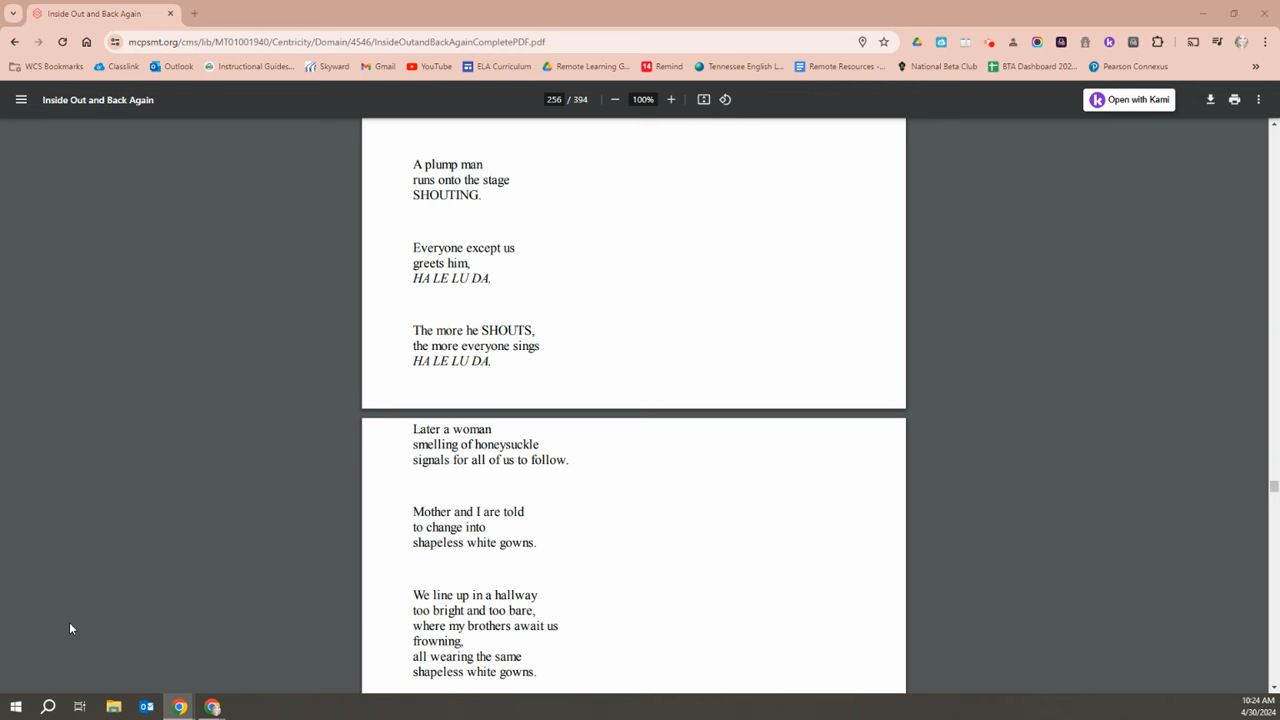 Inside Out and Back Again
mcpsmt.org/cms/lib/MT01001940/Centricity/Domain/4546/InsideOutandBackAgainCompletePDF.pdf
WCS Bookmarks
Classlink
Outlook
Instructional Guides...
Skyward
Gmail
YouTube
ELA Curriculum
Remote Learning G...
Remind
Tennessee English L...
Remote Resources -...
National Beta Club
BTA Dashboard 202...
Pearson Connexus
Inside Out and Back Again
256 / 394
100%
Open with Kami
A plump man
runs onto the stage
SHOUTING.
Everyone except us
greets him,
HA LE LU DA.
The more he SHOUTS,
the more everyone sings
HA LE LU DA.
Later a woman
smelling of honeysuckle
signals for all of us to follow.
Mother and I are told
to change into
shapeless white gowns.
We line up in a hallway
too bright and too bare,
where my brothers await us
frowning,
all wearing the same
shapeless white gowns.
10:24 AM
4/30/2024